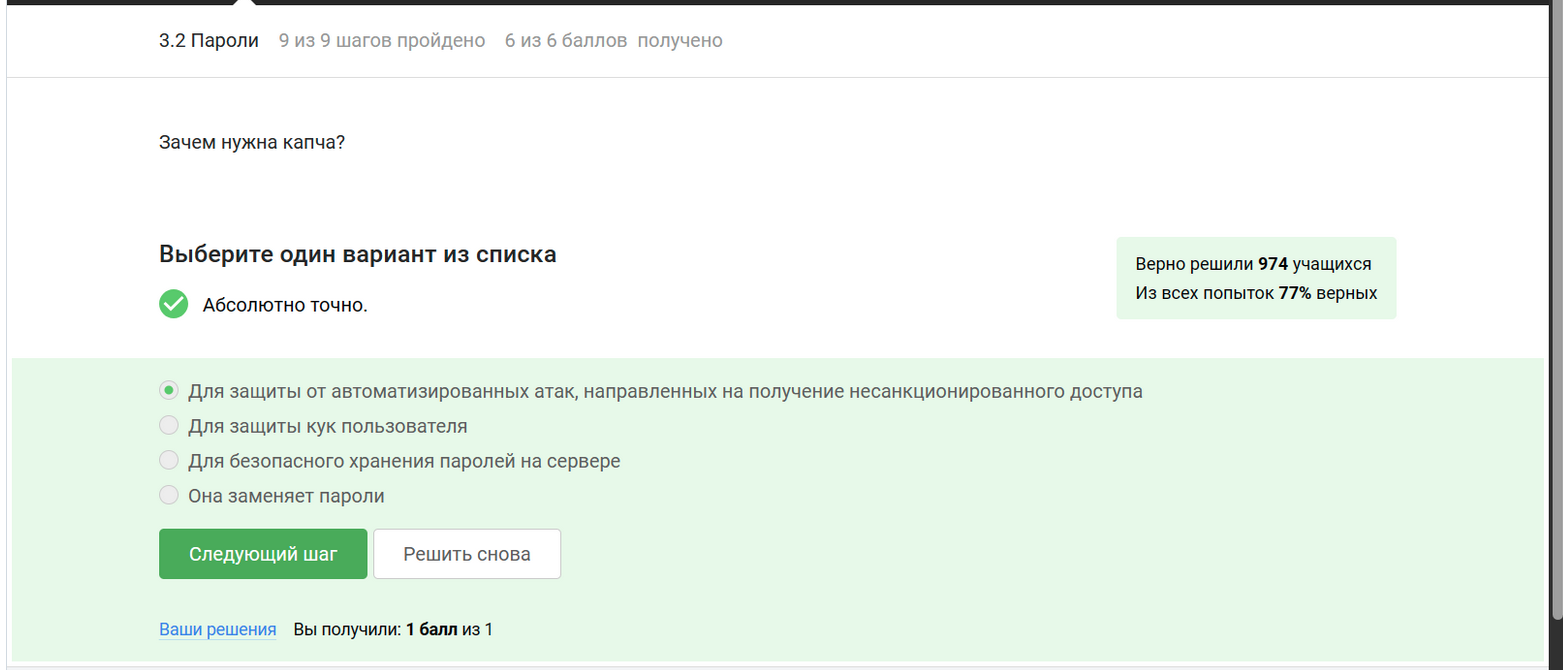 3.2 Пароли 9 из 9 шагов пройдено 6 из 6 баллов получено
Зачем нужна капча?
Выберите один вариант из списка
Абсолютно точно.
Верно решили 974 учащихся
Из всех попыток 77% верных
Для защиты от автоматизированных атак, направленных на получение несанкционированного доступа
Для защиты кук пользователя
Для безопасного хранения паролей на сервере
Она заменяет пароли
Следующий шаг Решить снова
Ваши решения Вы получили: 1 балл из 1